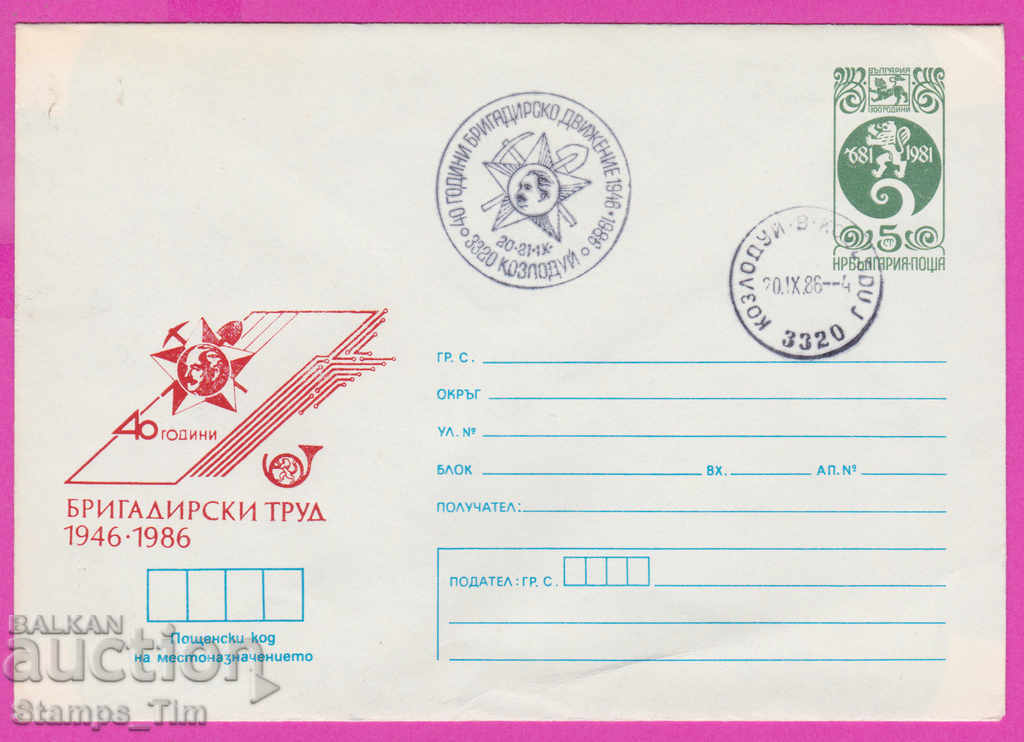 БЪЛГАРИЯ
1300 ГОДИНИ
681 1981
5 СТ
НР БЪЛГАРИЯ·ПОЩА
40 ГОДИНИ БРИГАДИРСКО ДВИЖЕНИЕ 1946·1986
20-21·IX·
3320 КОЗЛОДУЙ
КОЗЛОДУЙ-В-K
DUJ
20.IX.86--4
3320
40 ГОДИНИ
БРИГАДИРСКИ ТРУД
1946·1986
Пощенски код
на местоназначението
ГР. С.
ОКРЪГ
УЛ. №
БЛОК ВХ. АП. №
ПОЛУЧАТЕЛ:
ПОДАТЕЛ: ГР. С.
BALKAN
auction
Stamps_Tim